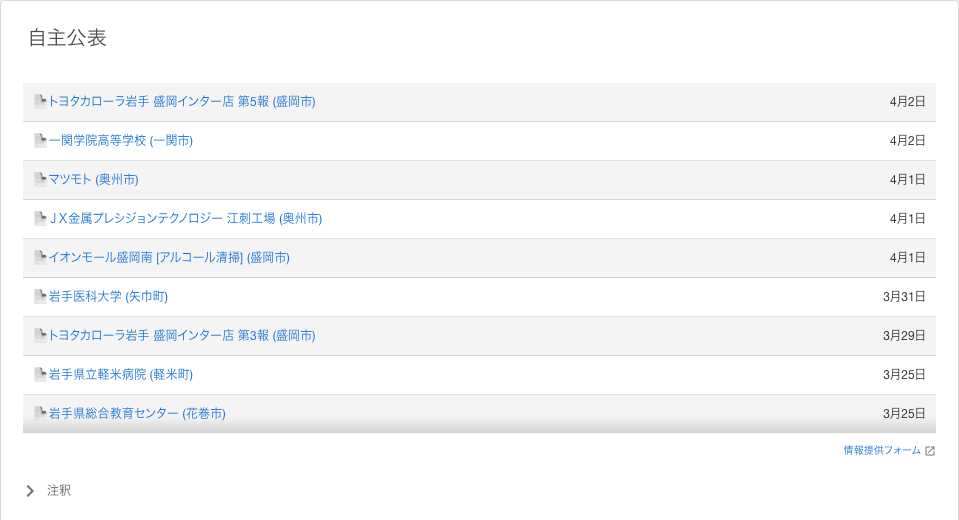 自主公表
トヨタカローラ岩手 盛岡インター店 第5報 (盛岡市) 4月2日
一関学院高等学校 (一関市) 4月2日
マツモト (奥州市) 4月1日
ＪＸ金属プレシジョンテクノロジー 江刺工場 (奥州市) 4月1日
イオンモール盛岡南 [アルコール清掃] (盛岡市) 4月1日
岩手医科大学 (矢巾町) 3月31日
トヨタカローラ岩手 盛岡インター店 第3報 (盛岡市) 3月29日
岩手県立軽米病院 (軽米町) 3月25日
岩手県総合教育センター (花巻市) 3月25日
情報提供フォーム
注釈